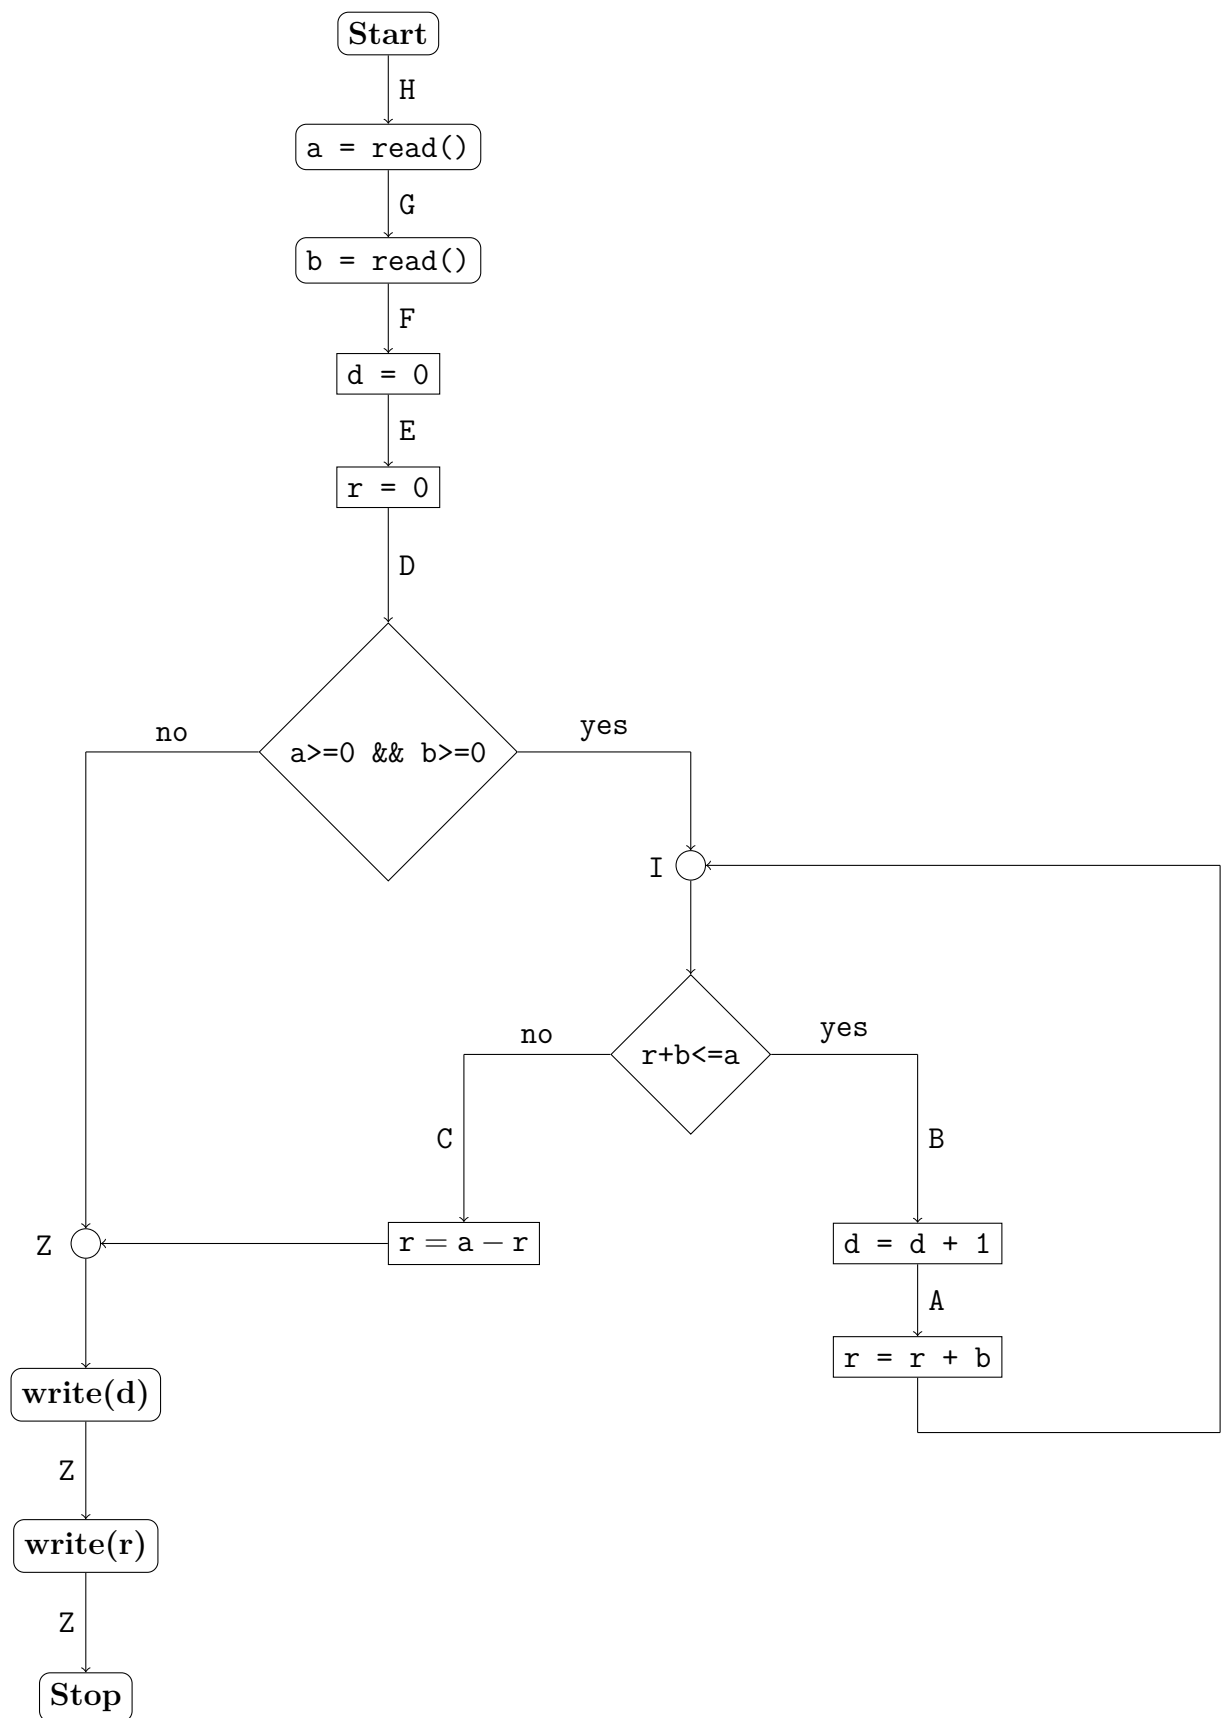 Start
H
a = read()
G
b = read()
F
d = 0
E
r = 0
D
no
a>=0 && b>=0
yes
I
no
r+b<=a
yes
C
B
Z
r = a − r
d = d + 1
A
write(d)
r = r + b
Z
write(r)
Z
Stop